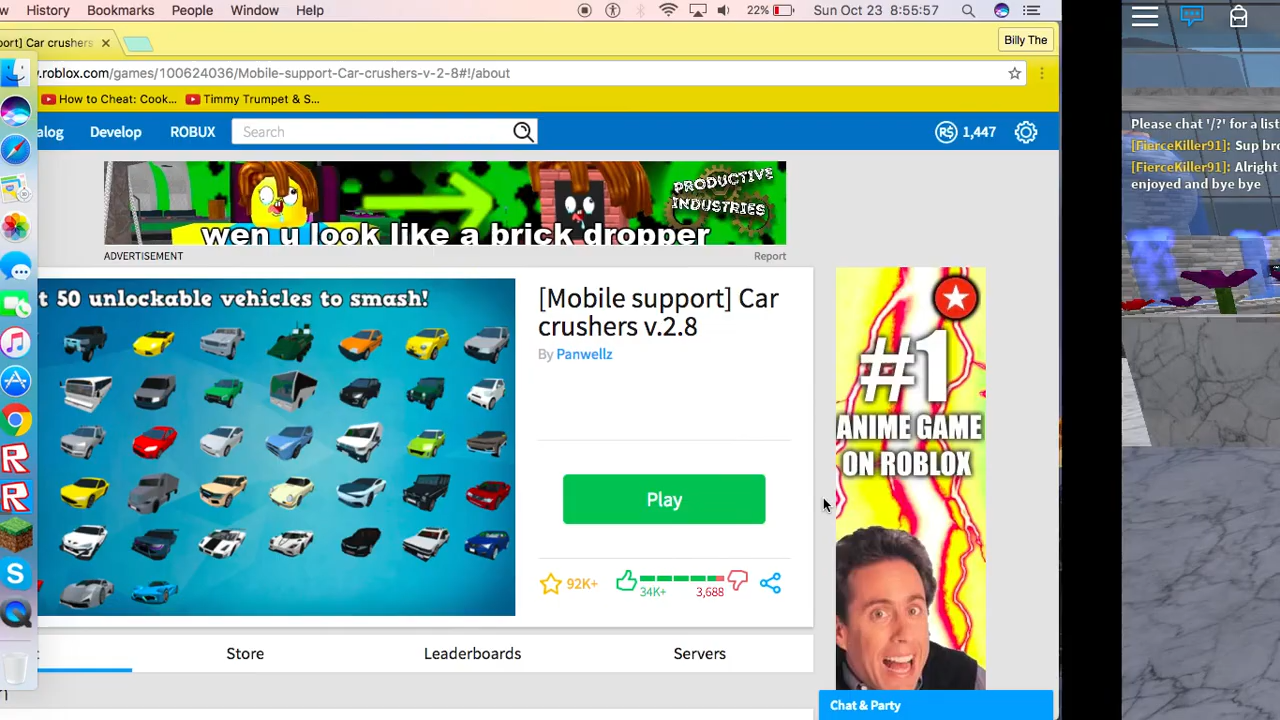 w History Bookmarks People Window Help 22% Sun Oct 23 8:55:57
port] Car crushers ×
Billy The
w.roblox.com/games/100624036/Mobile-support-Car-crushers-v-2-8#!/about
How to Cheat: Cook... Timmy Trumpet & S...
alog Develop ROBUX Search R$ 1,447
PRODUCTIVE
INDUSTRIES
wen u look like a brick dropper
ADVERTISEMENT Report
t 50 unlockable vehicles to smash!
[Mobile support] Car
crushers v.2.8
By Panwellz
Play
92K+ 34K+ 3,688
Store Leaderboards Servers
#1
ANIME GAME
ON ROBLOX
Chat & Party
Please chat '/?' for a list
[FierceKiller91]: Sup bro
[FierceKiller91]: Alright
enjoyed and bye bye